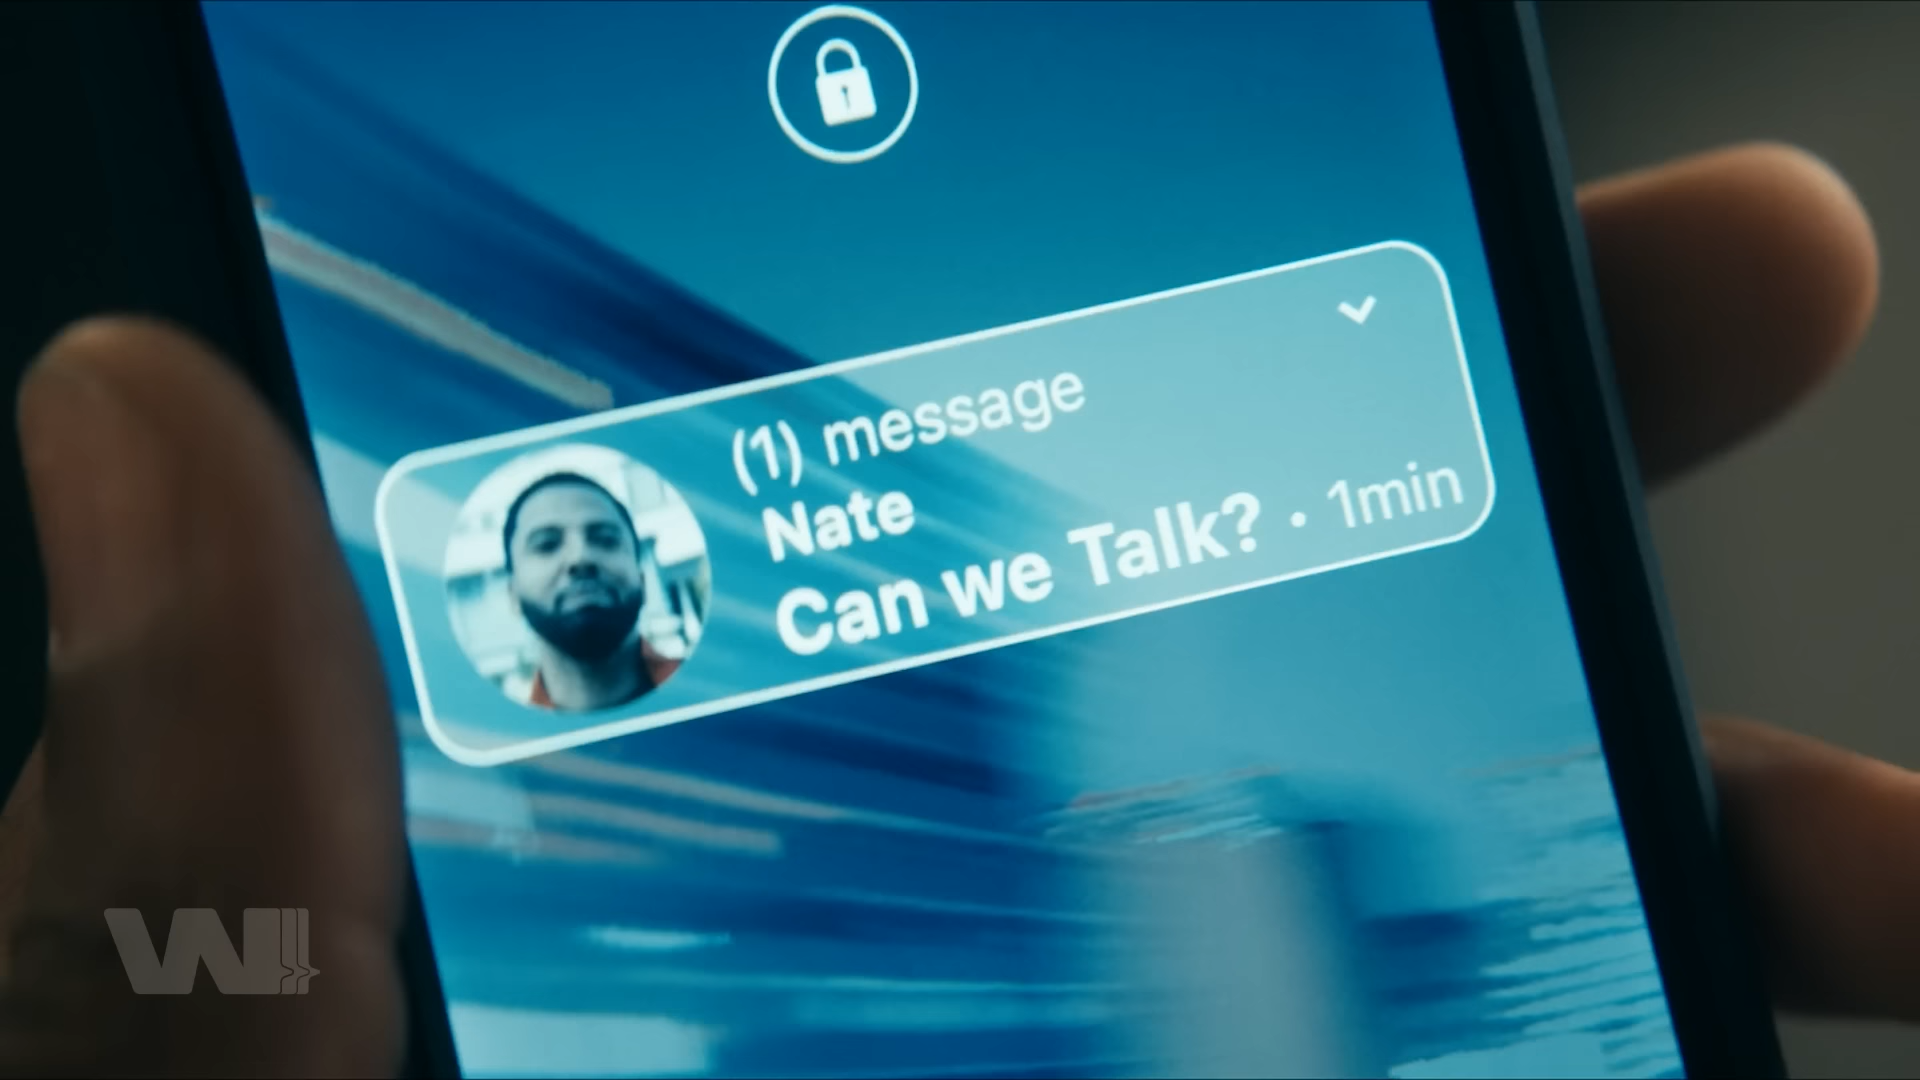 (1) message
Nate
Can we Talk? • 1min
W